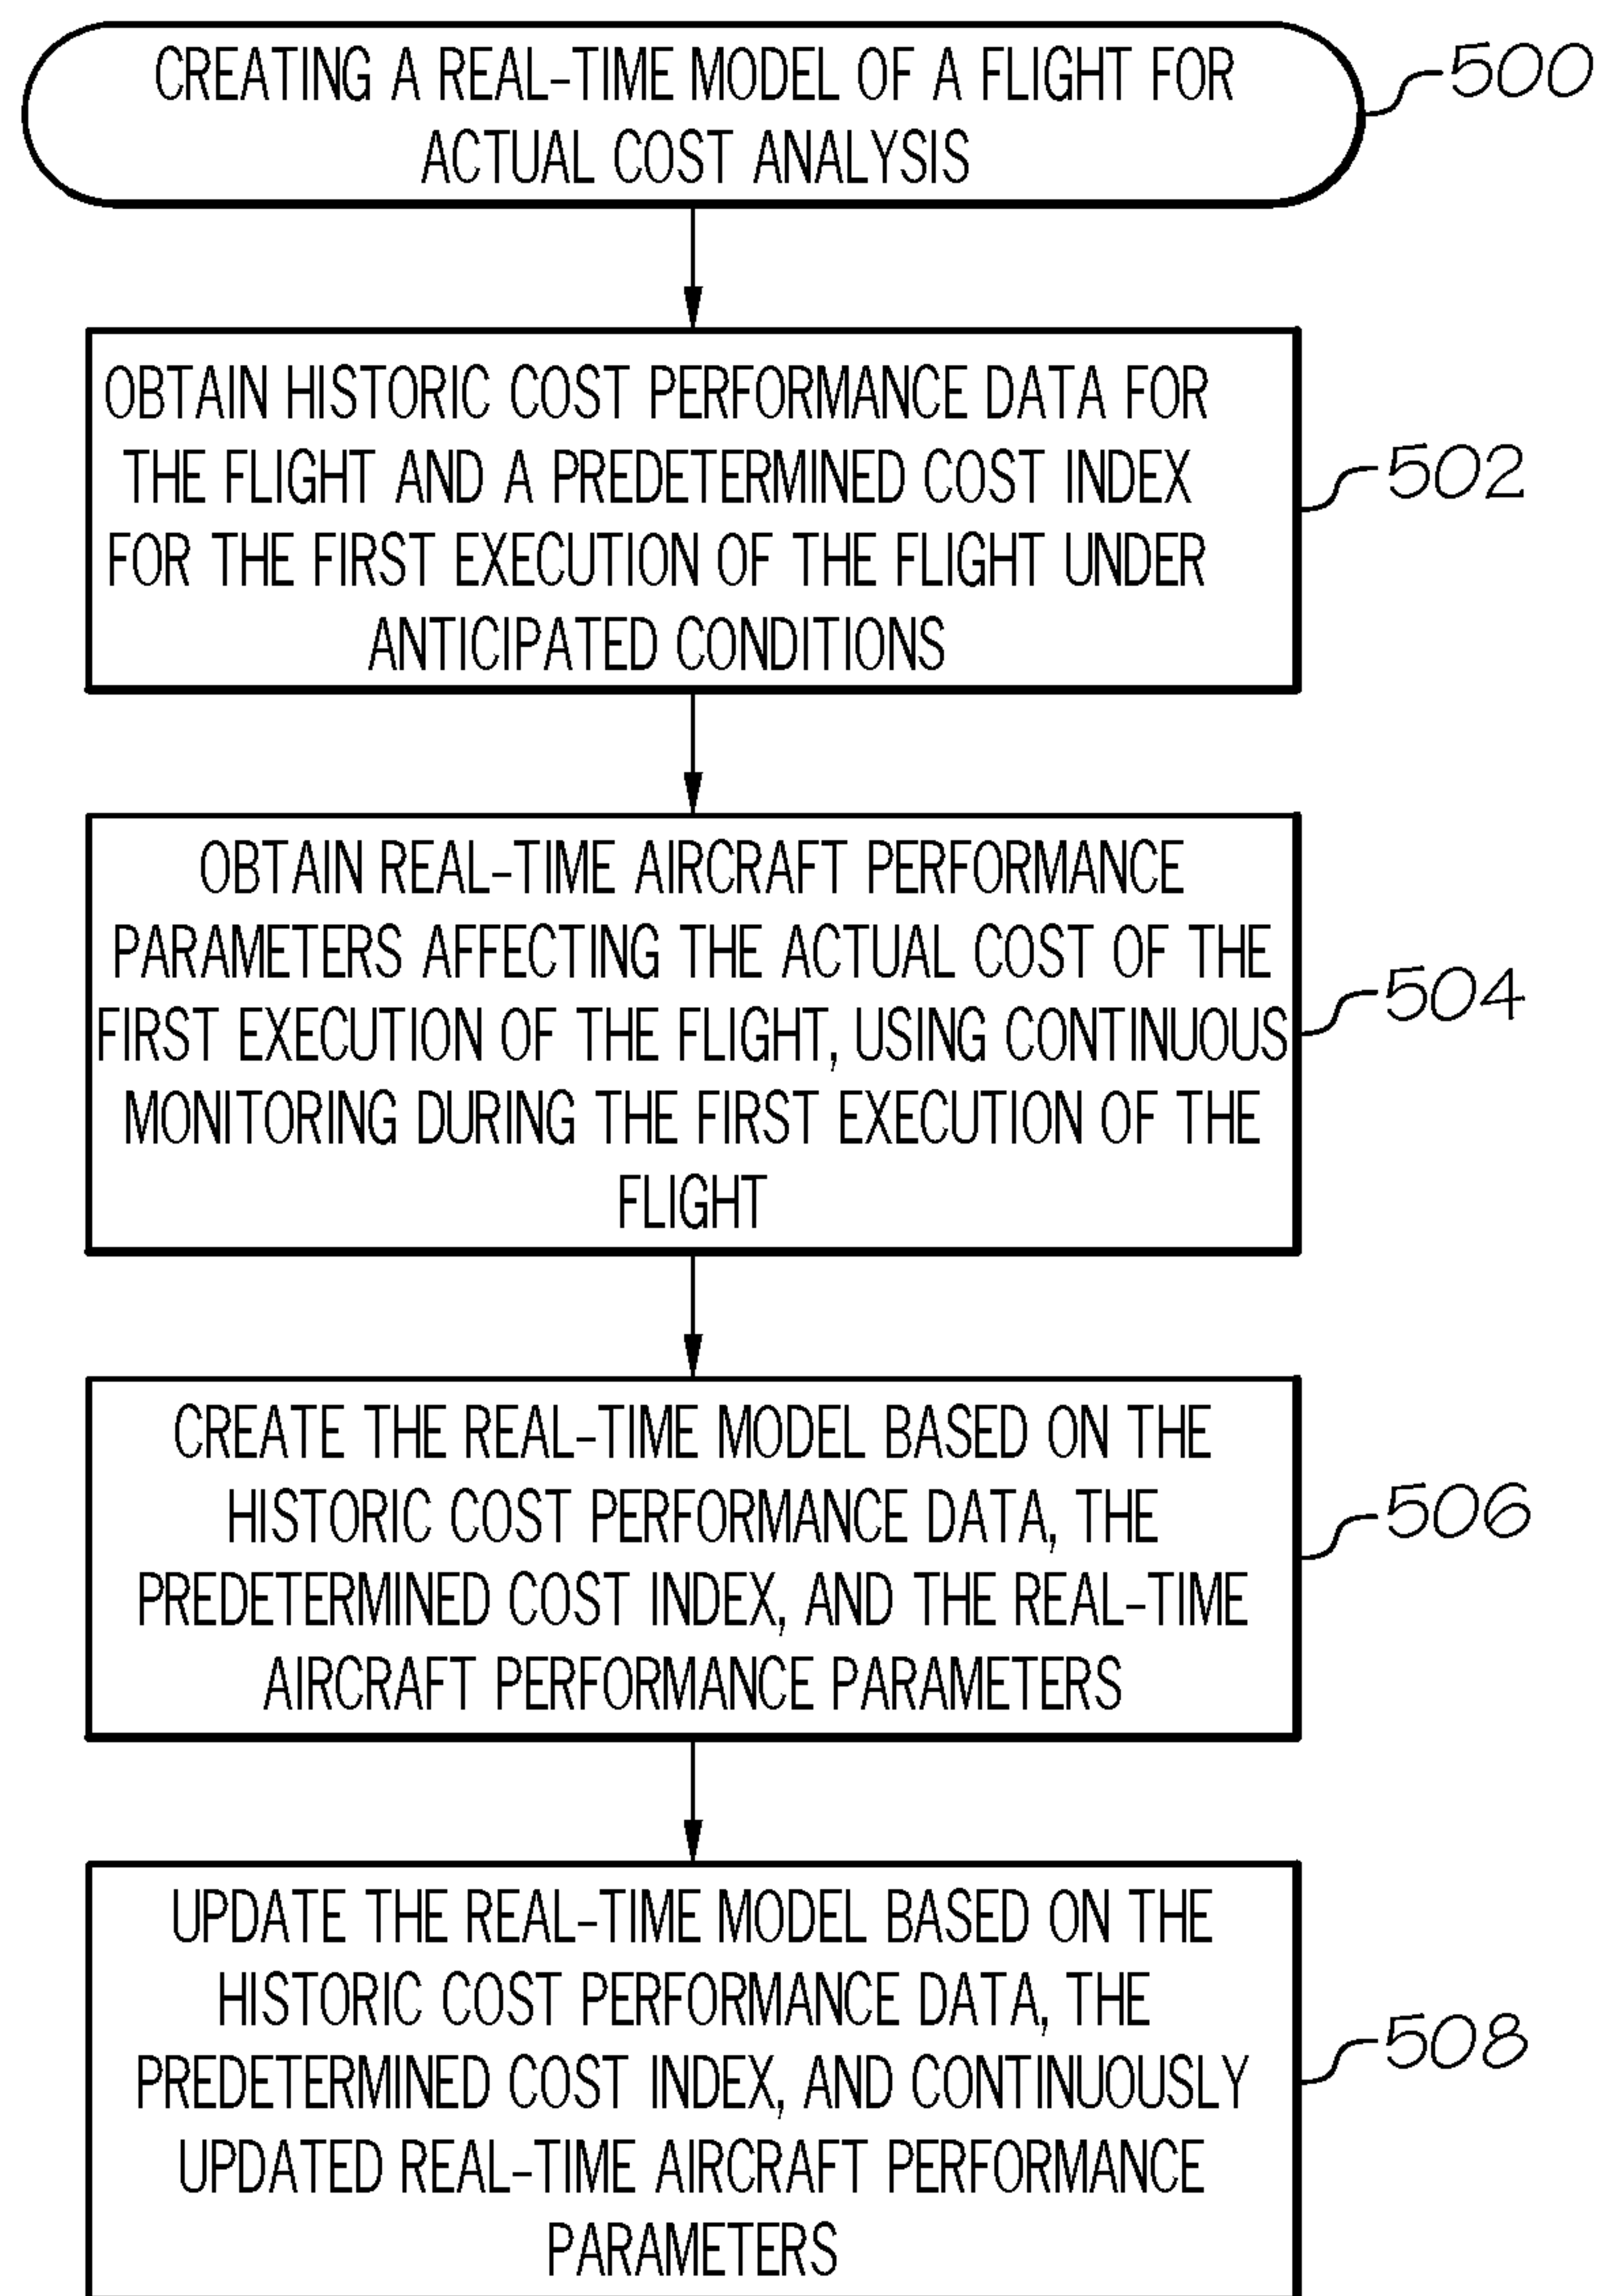 CREATING A REAL-TIME MODEL OF A FLIGHT FOR
ACTUAL COST ANALYSIS
500
OBTAIN HISTORIC COST PERFORMANCE DATA FOR
THE FLIGHT AND A PREDETERMINED COST INDEX
FOR THE FIRST EXECUTION OF THE FLIGHT UNDER
ANTICIPATED CONDITIONS
502
OBTAIN REAL-TIME AIRCRAFT PERFORMANCE
PARAMETERS AFFECTING THE ACTUAL COST OF THE
FIRST EXECUTION OF THE FLIGHT, USING CONTINUOUS
MONITORING DURING THE FIRST EXECUTION OF THE
FLIGHT
504
CREATE THE REAL-TIME MODEL BASED ON THE
HISTORIC COST PERFORMANCE DATA, THE
PREDETERMINED COST INDEX, AND THE REAL-TIME
AIRCRAFT PERFORMANCE PARAMETERS
506
UPDATE THE REAL-TIME MODEL BASED ON THE
HISTORIC COST PERFORMANCE DATA, THE
PREDETERMINED COST INDEX, AND CONTINUOUSLY
UPDATED REAL-TIME AIRCRAFT PERFORMANCE
PARAMETERS
508